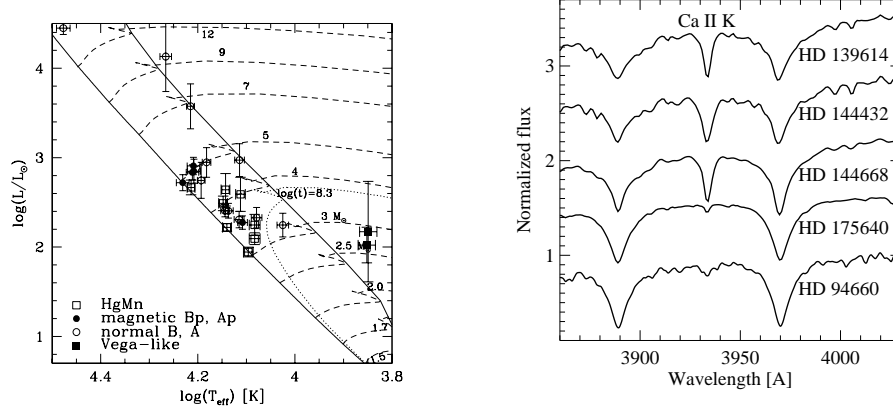 12
9
7
5
4
log(t)=8.3
3 M⊙
2.5
2.0
1.7
1.5
4
3
2
1
log(L/L⊙)
HgMn
magnetic Bp, Ap
normal B, A
Vega-like
4.4 4.2 4 3.8
log(Teff) [K]
Ca II K
HD 139614
HD 144432
HD 144668
HD 175640
HD 94660
3
2
1
Normalized flux
3900 3950 4000
Wavelength [A]